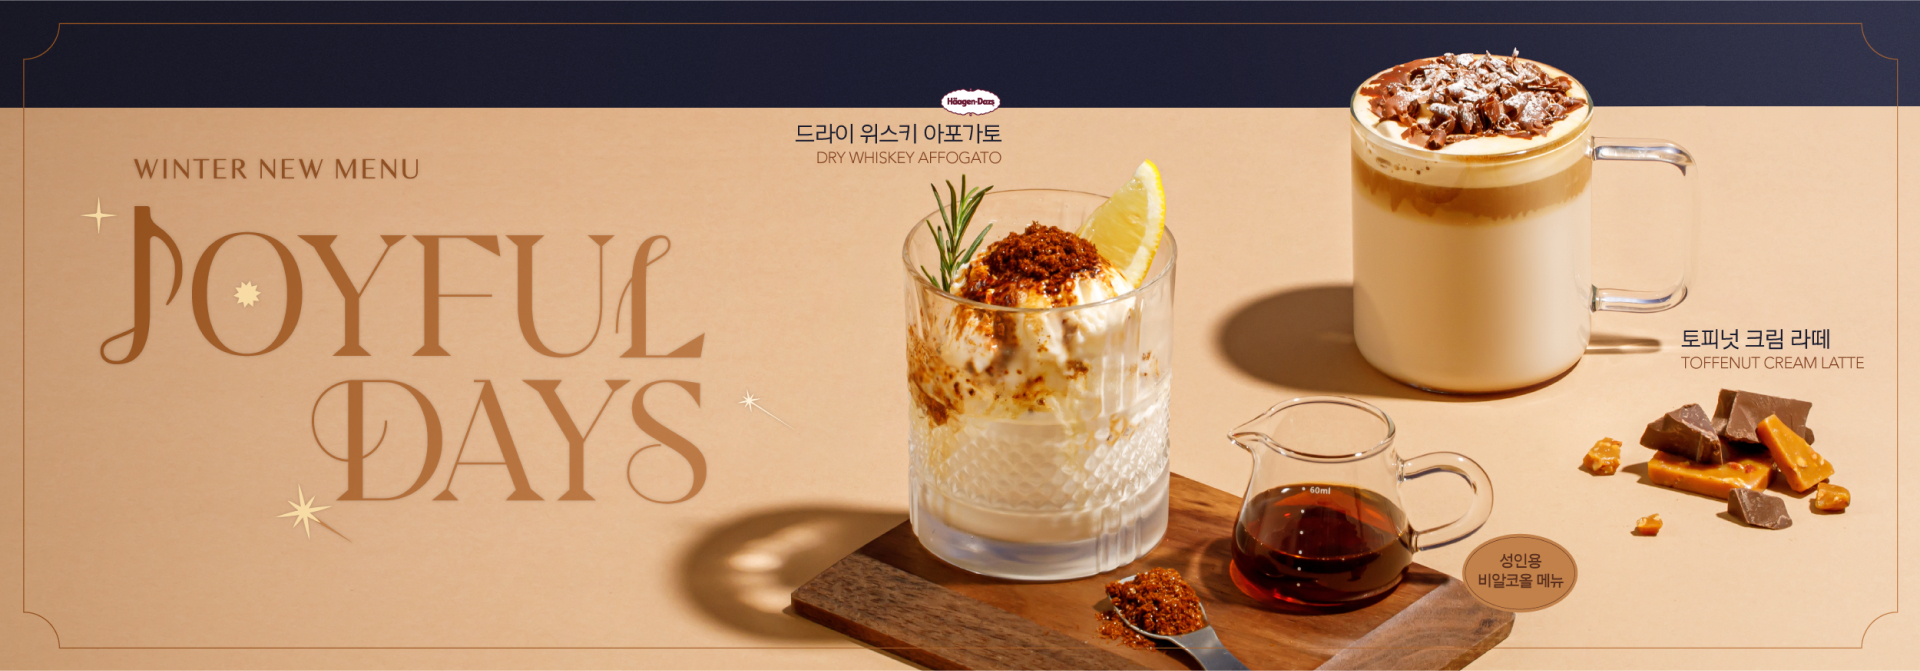 WINTER NEW MENU
JOYFUL
DAYS
Häagen-Dazs
드라이 위스키 아포가토
DRY WHISKEY AFFOGATO
토피넛 크림 라떼
TOFFENUT CREAM LATTE
60ml
성인용
비알코올 메뉴